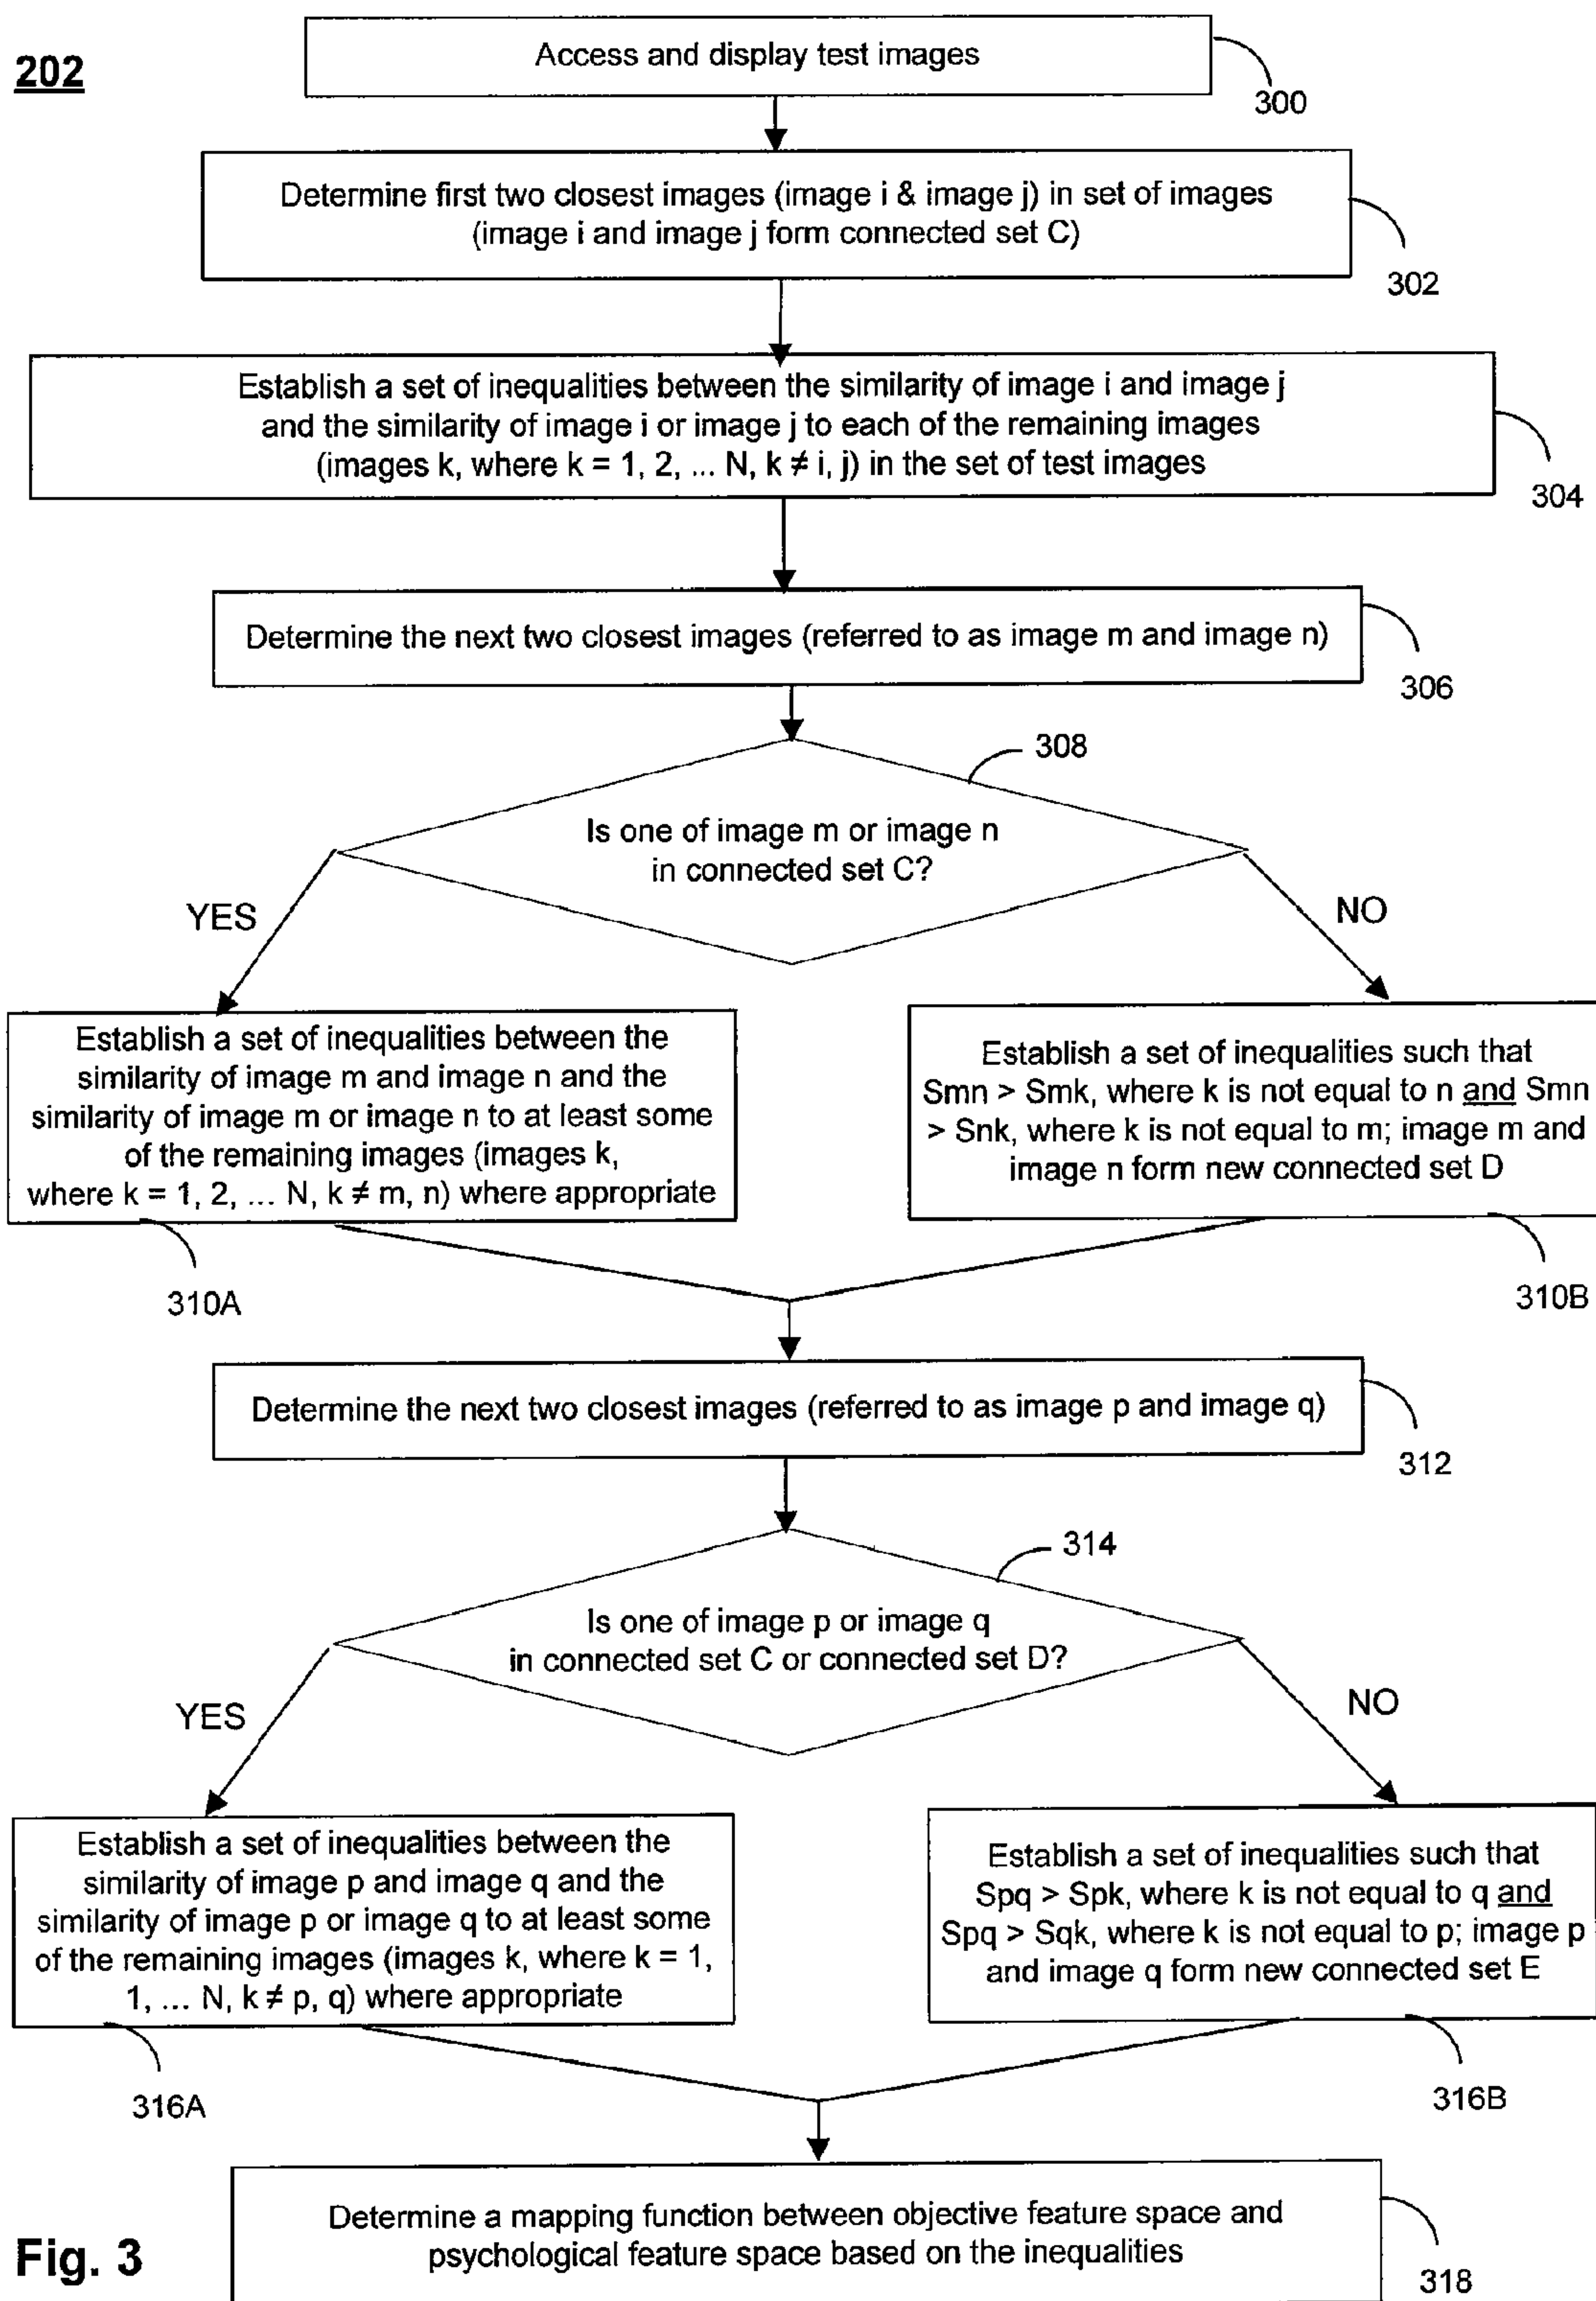 202
Access and display test images
300
Determine first two closest images (image i & image j) in set of images
(image i and image j form connected set C)
302
Establish a set of inequalities between the similarity of image i and image j
and the similarity of image i or image j to each of the remaining images
(images k, where k = 1, 2, ... N, k ≠ i, j) in the set of test images
304
Determine the next two closest images (referred to as image m and image n)
306
308
Is one of image m or image n
in connected set C?
YES
NO
Establish a set of inequalities between the
similarity of image m and image n and the
similarity of image m or image n to at least some
of the remaining images (images k,
where k = 1, 2, ... N, k ≠ m, n) where appropriate
310A
Establish a set of inequalities such that
Smn > Smk, where k is not equal to n and Smn
> Snk, where k is not equal to m; image m and
image n form new connected set D
310B
Determine the next two closest images (referred to as image p and image q)
312
314
Is one of image p or image q
in connected set C or connected set D?
YES
NO
Establish a set of inequalities between the
similarity of image p and image q and the
similarity of image p or image q to at least some
of the remaining images (images k, where k = 1,
1, ... N, k ≠ p, q) where appropriate
316A
Establish a set of inequalities such that
Spq > Spk, where k is not equal to q and
Spq > Sqk, where k is not equal to p; image p
and image q form new connected set E
316B
Determine a mapping function between objective feature space and
psychological feature space based on the inequalities
318
Fig. 3